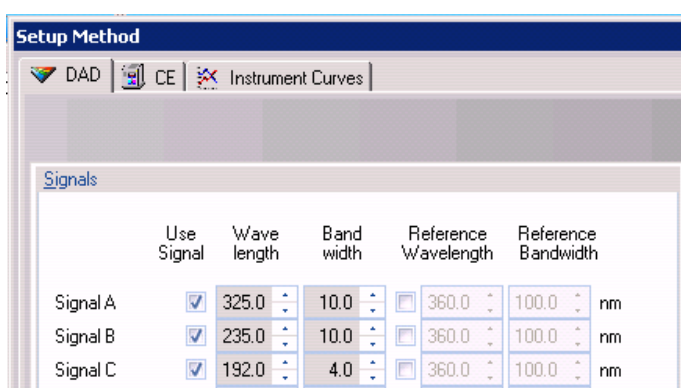 Setup Method
DAD CE Instrument Curves
Signals
Use Wave Band Reference Reference
Signal length width Wavelength Bandwidth
Signal A 325.0 10.0 360.0 100.0 nm
Signal B 235.0 10.0 360.0 100.0 nm
Signal C 192.0 4.0 360.0 100.0 nm